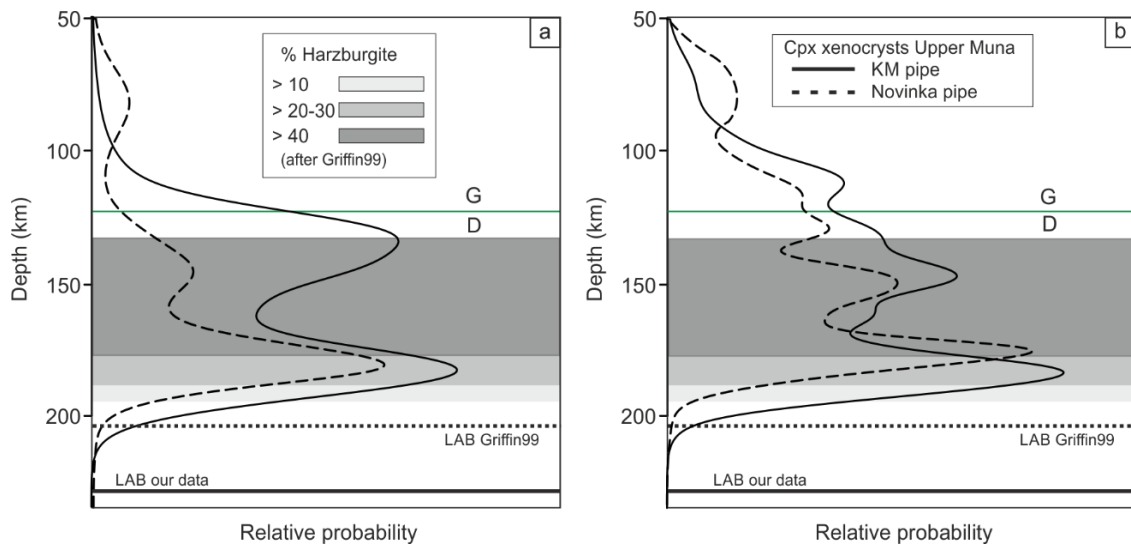 50
100
150
200
Depth (km)
Relative probability
a
% Harzburgite
> 10
> 20-30
> 40
(after Griffin99)
G
D
LAB Griffin99
LAB our data
50
100
150
200
Depth (km)
Relative probability
b
Cpx xenocrysts Upper Muna
KM pipe
Novinka pipe
G
D
LAB Griffin99
LAB our data